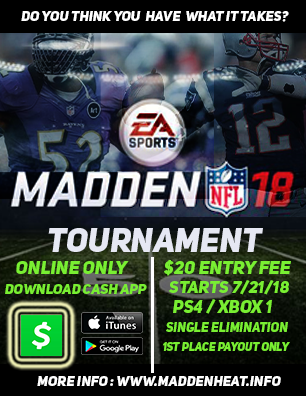 DO YOU THINK YOU HAVE WHAT IT TAKES?
52
12
EA
SPORTS
MADDEN NFL 18
TOURNAMENT
ONLINE ONLY
DOWNLOAD CASH APP
$
Available on
iTunes
GET IT ON
Google Play
$20 ENTRY FEE
STARTS 7/21/18
PS4 / XBOX 1
SINGLE ELIMINATION
1ST PLACE PAYOUT ONLY
MORE INFO : WWW.MADDENHEAT.INFO